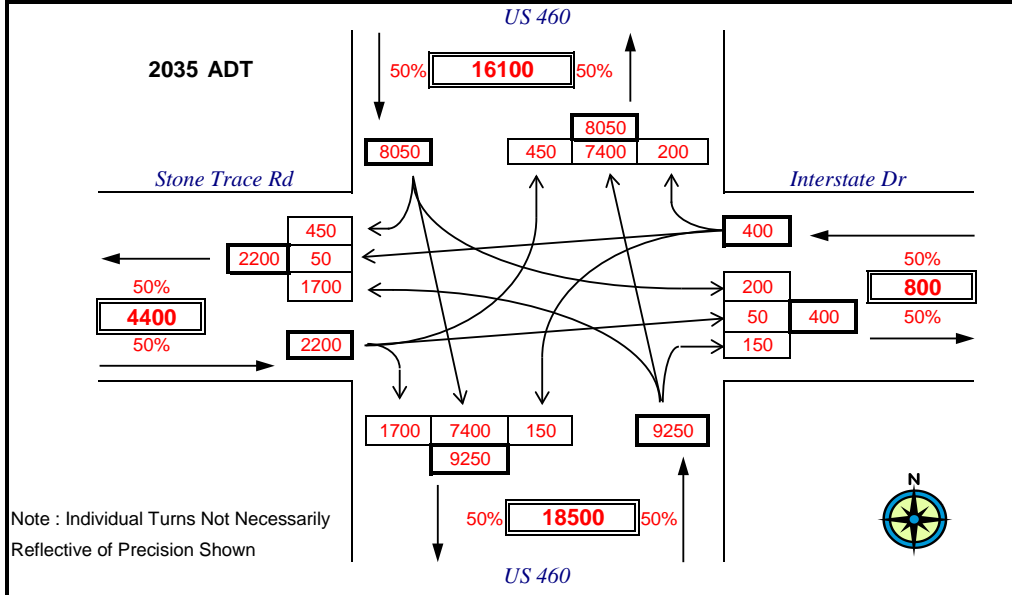 US 460
2035 ADT
50% 16100 50%
8050
8050
450 7400 200
Stone Trace Rd
Interstate Dr
450
400
2200 50
50%
1700
200
800
50%
50 400
50%
4400
150
50%
2200
1700 7400 150
9250
9250
N
Note : Individual Turns Not Necessarily
50% 18500 50%
Reflective of Precision Shown
US 460